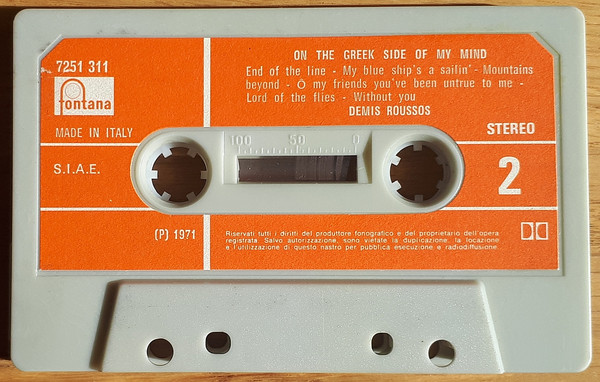 7251 311
fontana
MADE IN ITALY
S.I.A.E.
(P) 1971
ON THE GREEK SIDE OF MY MIND
End of the line - My blue ship's a sailin' - Mountains
beyond - O my friends you've been untrue to me -
Lord of the flies - Without you
DEMIS ROUSSOS
STEREO
2
100 50 0
Riservati tutti i diritti del produttore fonografico e del proprietario dell'opera
registrata. Salvo autorizzazione, sono vietate la duplicazione, la locazione
e l'utilizzazione di questo nastro per pubblica esecuzione e radiodiffusione.